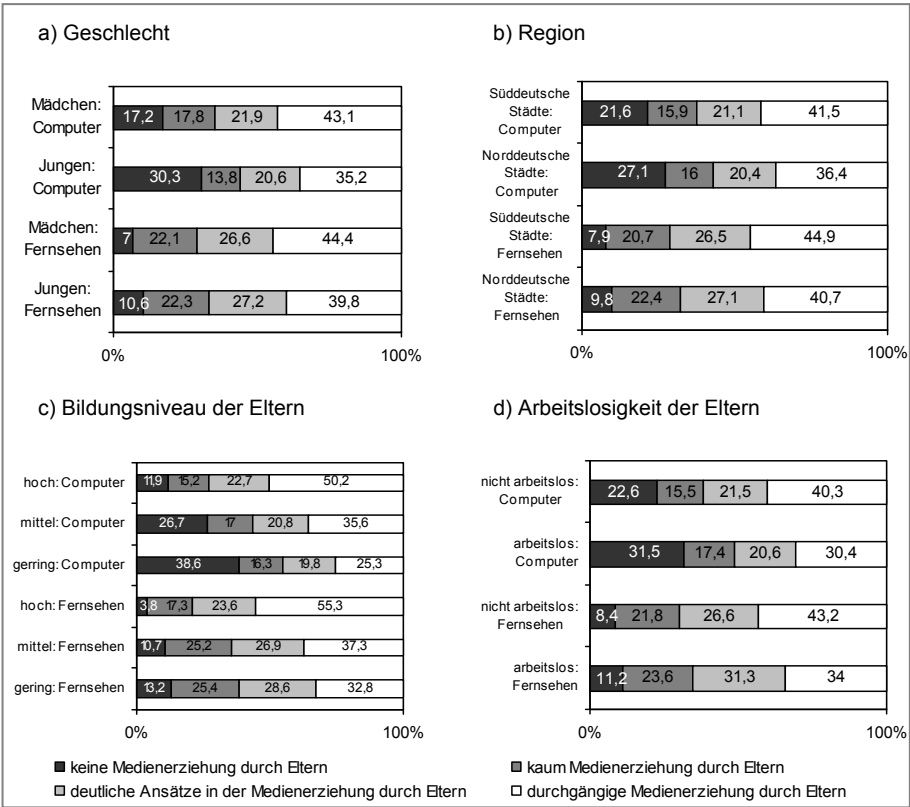 a) Geschlecht
Mädchen:
Computer
17,2 17,8 21,9 43,1
Jungen:
Computer
30,3 13,8 20,6 35,2
Mädchen:
Fernsehen
7 22,1 26,6 44,4
Jungen:
Fernsehen
10,6 22,3 27,2 39,8
0% 100%
b) Region
Süddeutsche
Städte:
Computer
21,6 15,9 21,1 41,5
Norddeutsche
Städte:
Computer
27,1 16 20,4 36,4
Süddeutsche
Städte:
Fernsehen
7,9 20,7 26,5 44,9
Norddeutsche
Städte:
Fernsehen
9,8 22,4 27,1 40,7
0% 100%
c) Bildungsniveau der Eltern
hoch: Computer 11,9 15,2 22,7 50,2
mittel: Computer 26,7 17 20,8 35,6
gerring: Computer 38,6 16,3 19,8 25,3
hoch: Fernsehen 3,8 17,3 23,6 55,3
mittel: Fernsehen 10,7 25,2 26,9 37,3
gering: Fernsehen 13,2 25,4 28,6 32,8
0% 100%
d) Arbeitslosigkeit der Eltern
nicht arbeitslos:
Computer
22,6 15,5 21,5 40,3
arbeitslos:
Computer
31,5 17,4 20,6 30,4
nicht arbeitslos:
Fernsehen
8,4 21,8 26,6 43,2
arbeitslos:
Fernsehen
11,2 23,6 31,3 34
0% 100%
keine Medienerziehung durch Eltern
kaum Medienerziehung durch Eltern
deutliche Ansätze in der Medienerziehung durch Eltern
durchgängige Medienerziehung durch Eltern